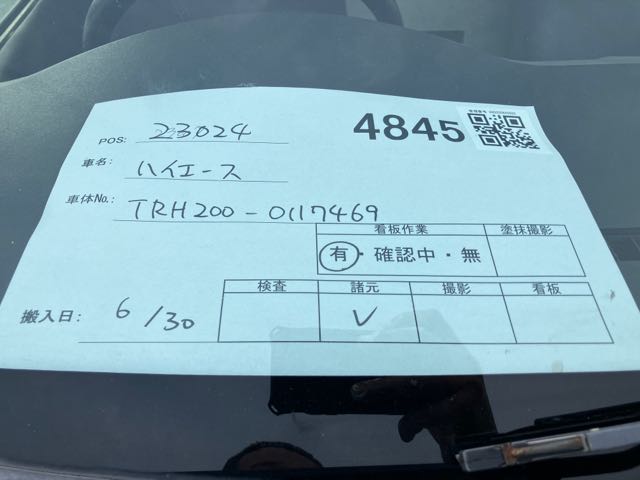 POS: 23024
4845
車名: ハイエース
車体No.: TRH200-0117469
看板作業 塗抹撮影
有・確認中・無
検査 諸元 撮影 看板
搬入日: 6/30 ✓